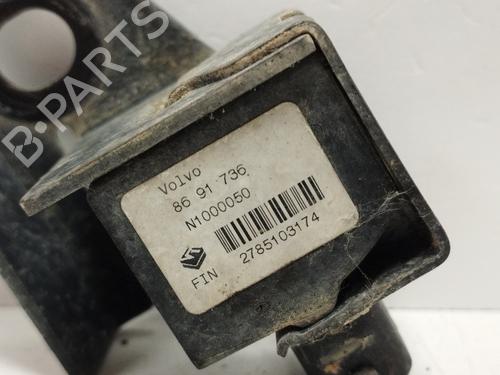 B-PARTS
Volvo
86 91 736
N1000050
FIN 2785103174